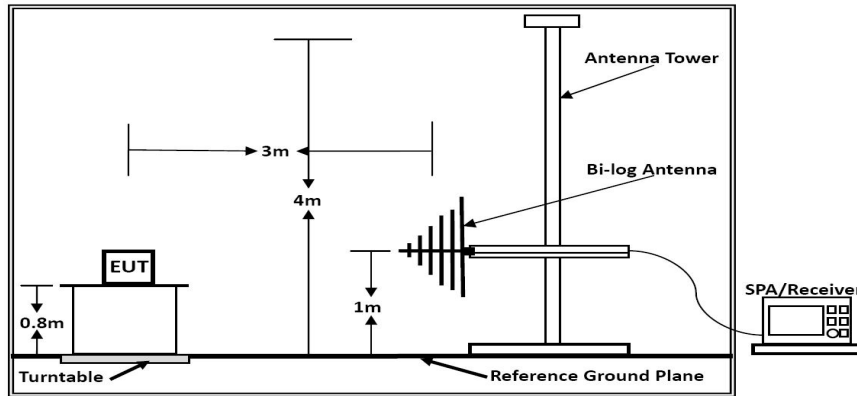 Antenna Tower
3m
Bi-log Antenna
4m
EUT
SPA/Receiver
0.8m
1m
Turntable
Reference Ground Plane